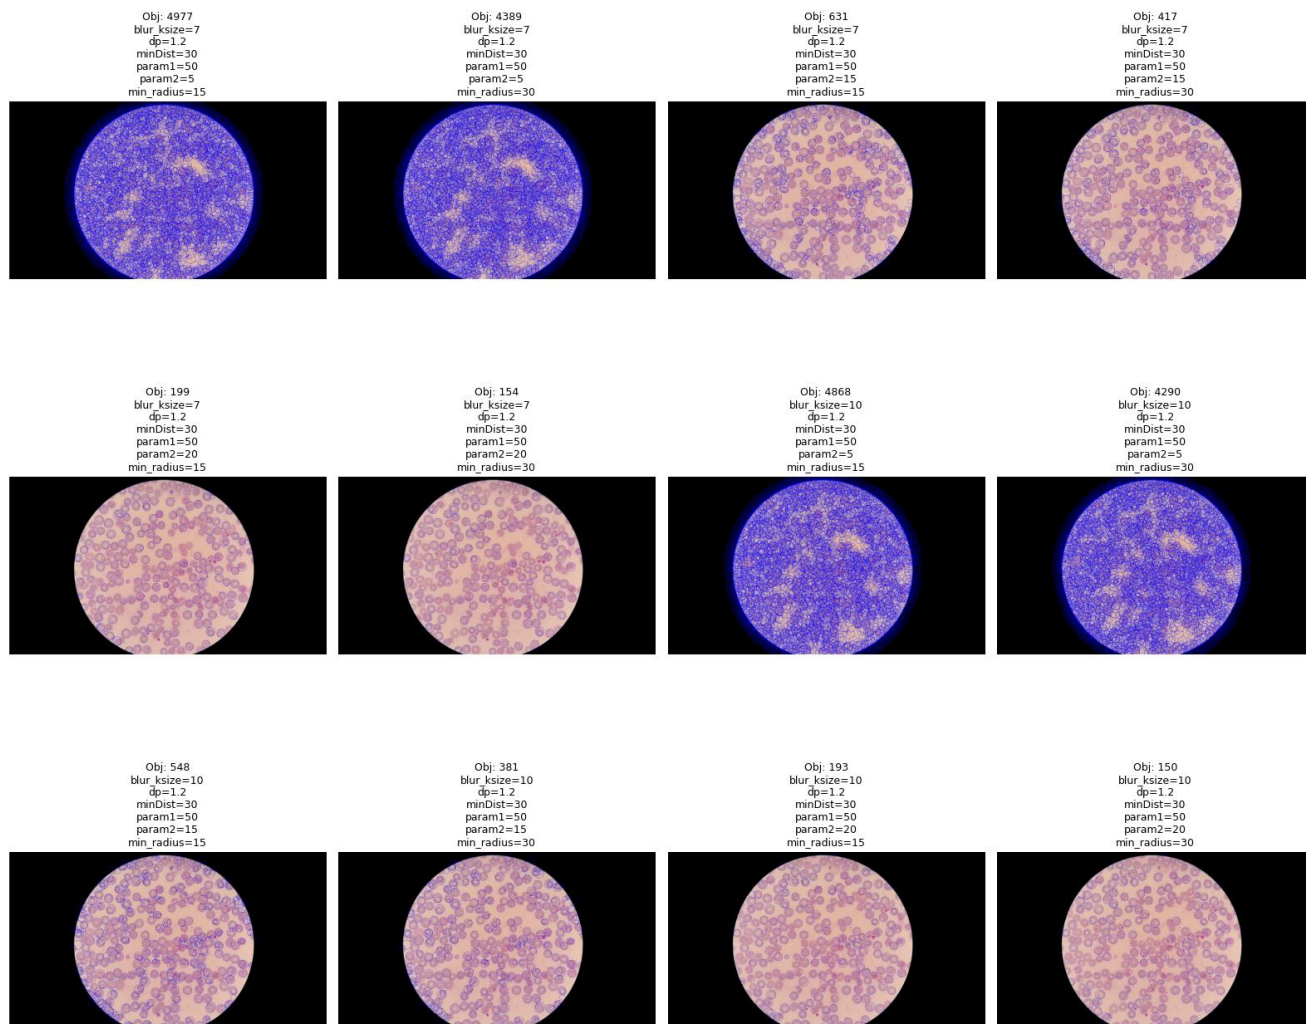 Obj: 4977
blur_ksize=7
dp=1.2
minDist=30
param1=50
param2=5
min_radius=15
Obj: 4389
blur_ksize=7
dp=1.2
minDist=30
param1=50
param2=5
min_radius=30
Obj: 631
blur_ksize=7
dp=1.2
minDist=30
param1=50
param2=15
min_radius=15
Obj: 417
blur_ksize=7
dp=1.2
minDist=30
param1=50
param2=15
min_radius=30
Obj: 199
blur_ksize=7
dp=1.2
minDist=30
param1=50
param2=20
min_radius=15
Obj: 154
blur_ksize=7
dp=1.2
minDist=30
param1=50
param2=20
min_radius=30
Obj: 4868
blur_ksize=10
dp=1.2
minDist=30
param1=50
param2=5
min_radius=15
Obj: 4290
blur_ksize=10
dp=1.2
minDist=30
param1=50
param2=5
min_radius=30
Obj: 548
blur_ksize=10
dp=1.2
minDist=30
param1=50
param2=15
min_radius=15
Obj: 381
blur_ksize=10
dp=1.2
minDist=30
param1=50
param2=15
min_radius=30
Obj: 193
blur_ksize=10
dp=1.2
minDist=30
param1=50
param2=20
min_radius=15
Obj: 150
blur_ksize=10
dp=1.2
minDist=30
param1=50
param2=20
min_radius=30